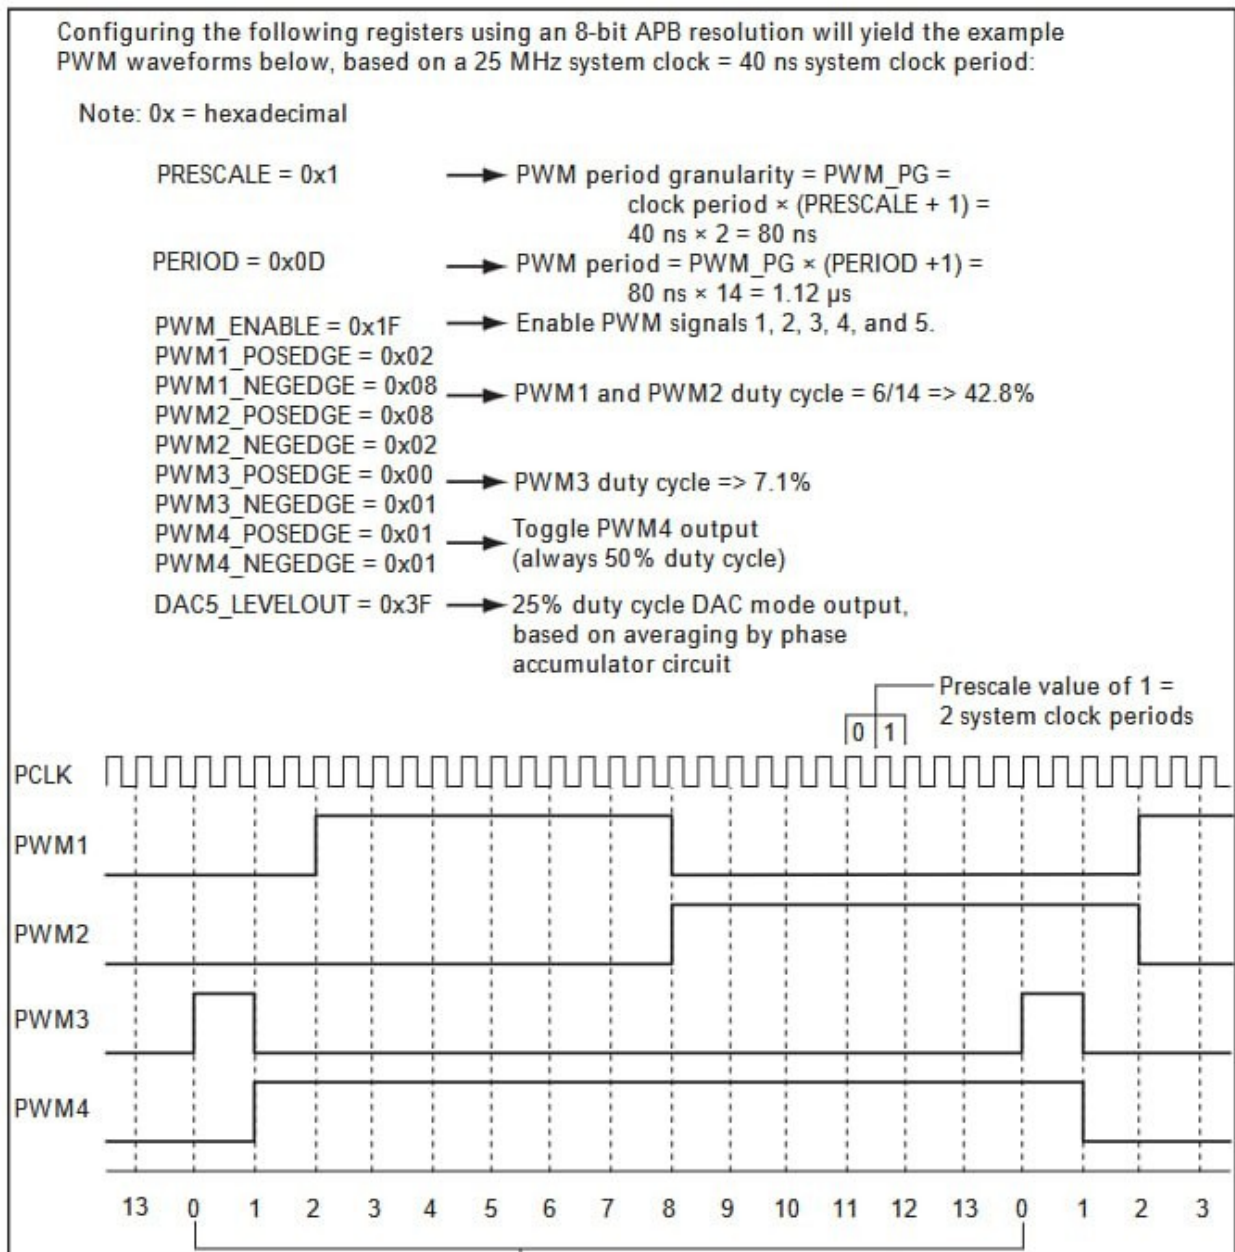 Configuring the following registers using an 8-bit APB resolution will yield the example
PWM waveforms below, based on a 25 MHz system clock = 40 ns system clock period:
Note: 0x = hexadecimal
PRESCALE = 0x1
PWM period granularity = PWM_PG =
clock period × (PRESCALE + 1) =
40 ns × 2 = 80 ns
PERIOD = 0x0D
PWM period = PWM_PG × (PERIOD +1) =
80 ns × 14 = 1.12 µs
PWM_ENABLE = 0x1F
Enable PWM signals 1, 2, 3, 4, and 5.
PWM1_POSEDGE = 0x02
PWM1_NEGEDGE = 0x08
PWM1 and PWM2 duty cycle = 6/14 => 42.8%
PWM2_POSEDGE = 0x08
PWM2_NEGEDGE = 0x02
PWM3_POSEDGE = 0x00
PWM3 duty cycle => 7.1%
PWM3_NEGEDGE = 0x01
PWM4_POSEDGE = 0x01
PWM4_NEGEDGE = 0x01
Toggle PWM4 output
(always 50% duty cycle)
DAC5_LEVELOUT = 0x3F
25% duty cycle DAC mode output,
based on averaging by phase
accumulator circuit
Prescale value of 1 =
2 system clock periods
0 1
PCLK
PWM1
PWM2
PWM3
PWM4
13 0 1 2 3 4 5 6 7 8 9 10 11 12 13 0 1 2 3